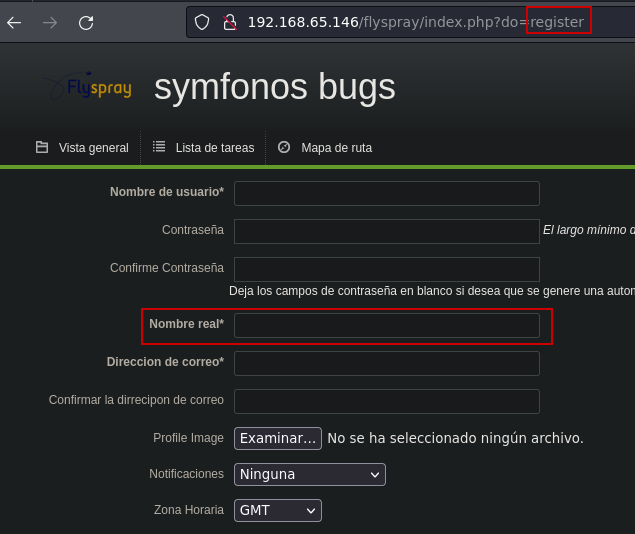 192.168.65.146/flyspray/index.php?do=register
Flyspray symfonos bugs
Vista general Lista de tareas Mapa de ruta
Nombre de usuario*
Contraseña El largo mínimo d
Confirme Contraseña
Deja los campos de contraseña en blanco si desea que se genere una autor
Nombre real*
Direccion de correo*
Confirmar la dirrecipon de correo
Profile Image Examinar... No se ha seleccionado ningún archivo.
Notificaciones Ninguna
Zona Horaria GMT